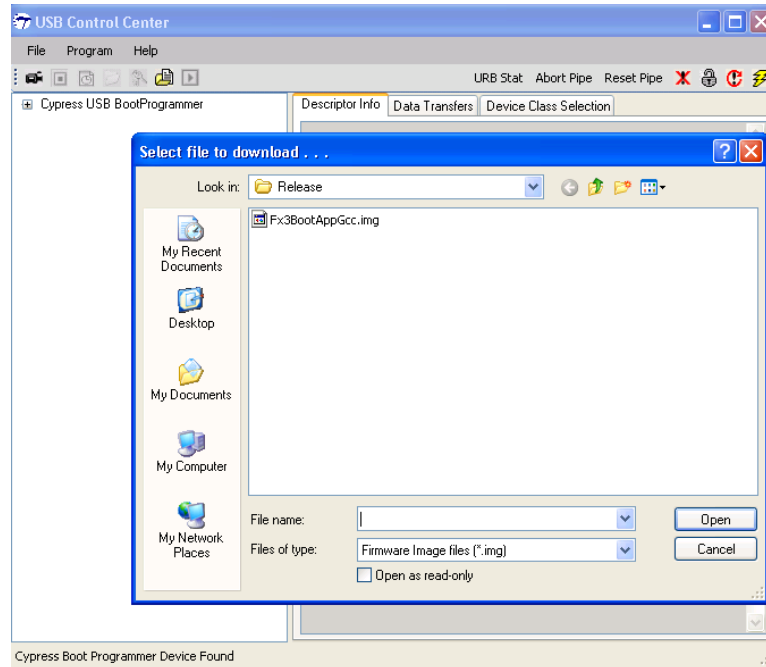 USB Control Center
File Program Help
URB Stat Abort Pipe Reset Pipe
Cypress USB BootProgrammer
Descriptor Info Data Transfers Device Class Selection
Select file to download . . .
Look in: Release
Fx3BootAppGcc.img
My Recent
Documents
Desktop
My Documents
My Computer
My Network
Places
File name: Open
Files of type: Firmware Image files (*.img) Cancel
Open as read-only
Cypress Boot Programmer Device Found